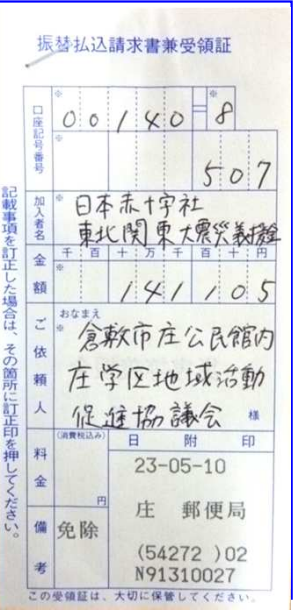 振替払込請求書兼受領証
口座記号番号
※ 00140=※8
507
加入者名
※ 日本赤十字社
東北関東大震災義援金
金額
千百十万千百十円
※ 141105
ご依頼人
おなまえ
※ 倉敷市庄公民館内
庄学区地域活動
促進協議会 様
料金
(消費税込み)
円
日附印
23-05-10
庄 郵便局
(54272 )02
N91310027
備考
免除
記載事項を訂正した場合は、その箇所に訂正印を押してください。
この受領証は、大切に保管してください。